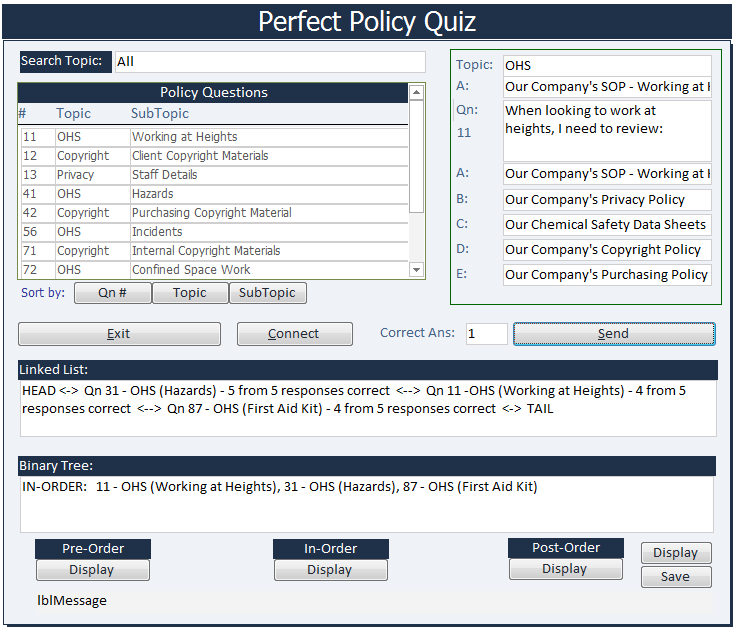 Perfect Policy Quiz
Search Topic: All
Policy Questions
# Topic SubTopic
11 OHS Working at Heights
12 Copyright Client Copyright Materials
13 Privacy Staff Details
41 OHS Hazards
42 Copyright Purchasing Copyright Material
56 OHS Incidents
71 Copyright Internal Copyright Materials
72 OHS Confined Space Work
Sort by: Qn # Topic SubTopic
Topic: OHS
A: Our Company's SOP - Working at H
Qn: When looking to work at
11 heights, I need to review:
A: Our Company's SOP - Working at H
B: Our Company's Privacy Policy
C: Our Chemical Safety Data Sheets
D: Our Company's Copyright Policy
E: Our Company's Purchasing Policy
Exit Connect Correct Ans: 1 Send
Linked List:
HEAD <-> Qn 31 - OHS (Hazards) - 5 from 5 responses correct <--> Qn 11 -OHS (Working at Heights) - 4 from 5
responses correct <--> Qn 87 - OHS (First Aid Kit) - 4 from 5 responses correct <-> TAIL
Binary Tree:
IN-ORDER: 11 - OHS (Working at Heights), 31 - OHS (Hazards), 87 - OHS (First Aid Kit)
Pre-Order In-Order Post-Order Display
Display Display Display Save
lblMessage